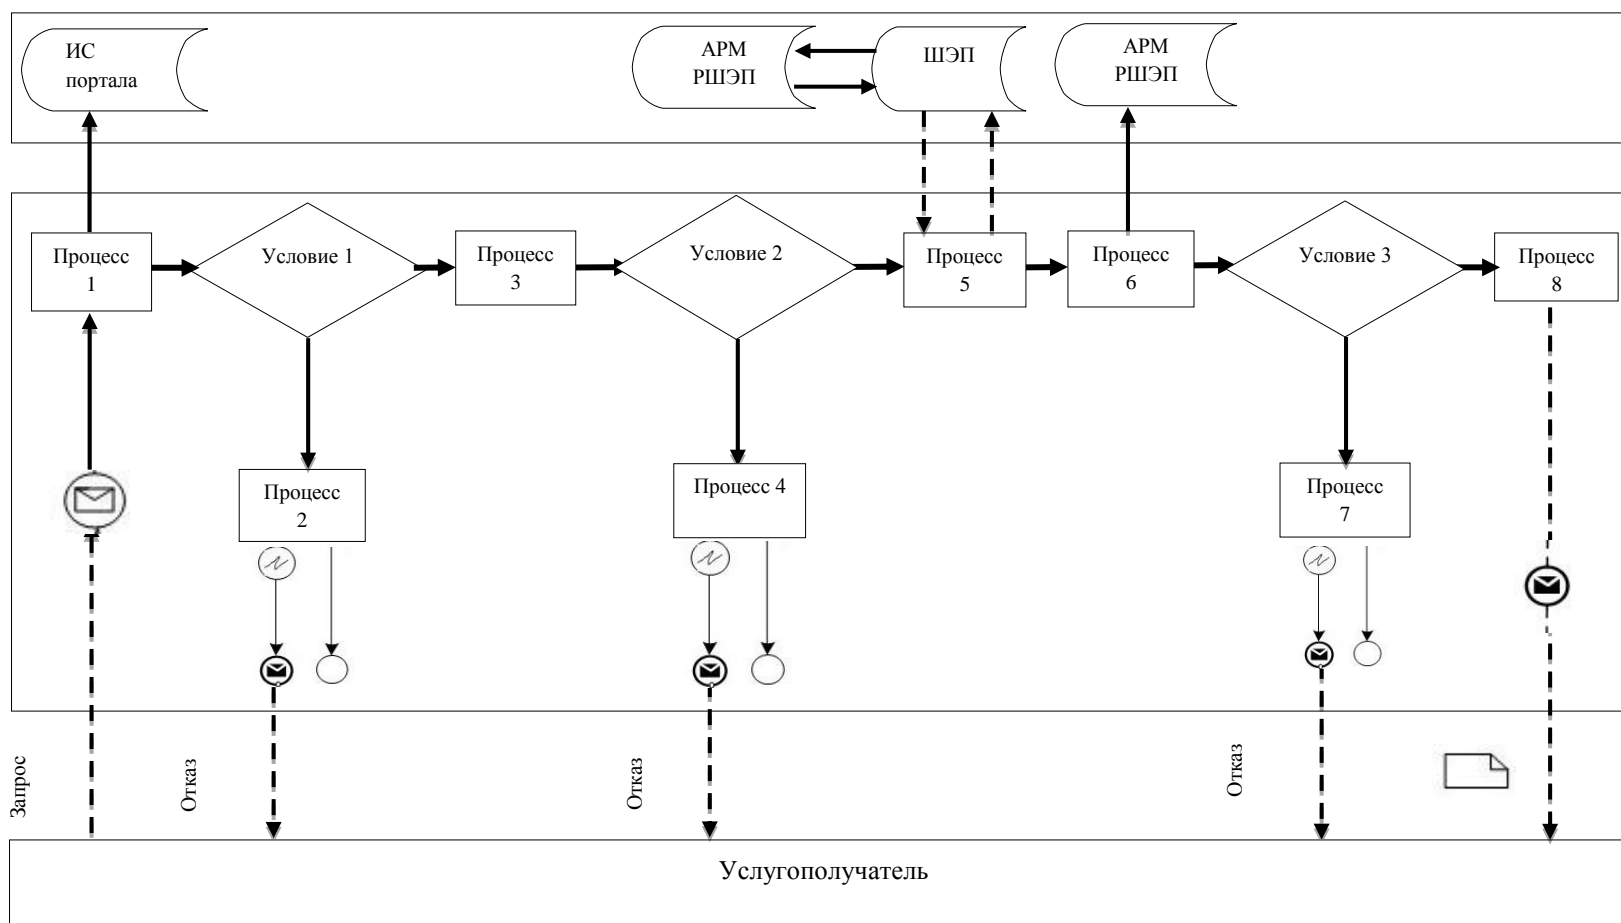 ИС
портала
АРМ
РШЭП
ШЭП
АРМ
РШЭП
Процесс
1
Условие 1
Процесс
3
Условие 2
Процесс
5
Процесс
6
Условие 3
Процесс
8
Процесс
2
Процесс 4
Процесс
7
Запрос
Отказ
Отказ
Отказ
Услугополучатель